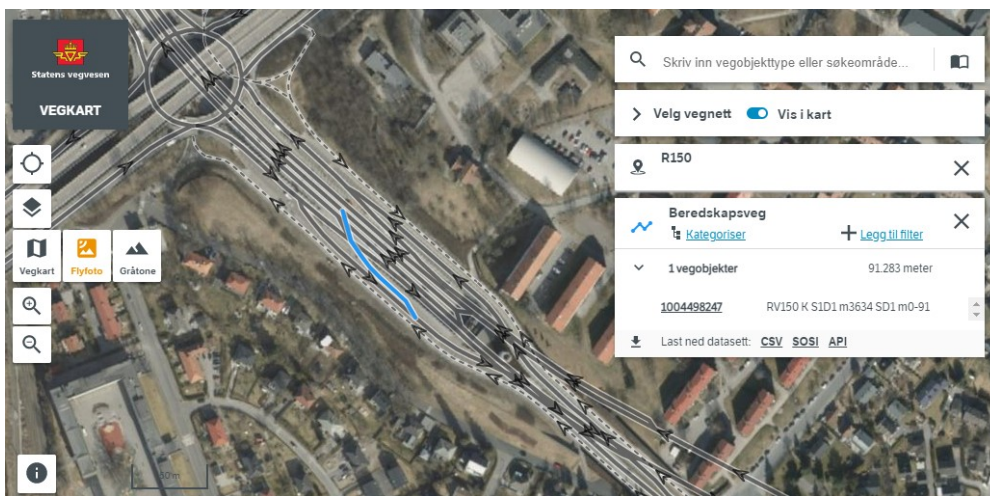 Statens vegvesen
VEGKART
Skriv inn vegobjekttype eller søkeområde...
Velg vegnett Vis i kart
R150
Beredskapsveg
Kategoriser Legg til filter
1 vegobjekter 91.283 meter
1004498247 RV150 K S1D1 m3634 SD1 m0-91
Last ned datasett: CSV SOSI API
Vegkart Flyfoto Gråtone
50 m